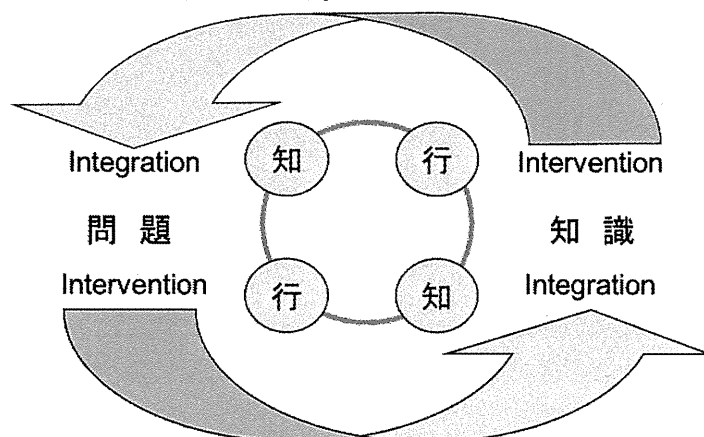 Integration 知 行 Intervention
問題 知識
Intervention 行 知 Integration